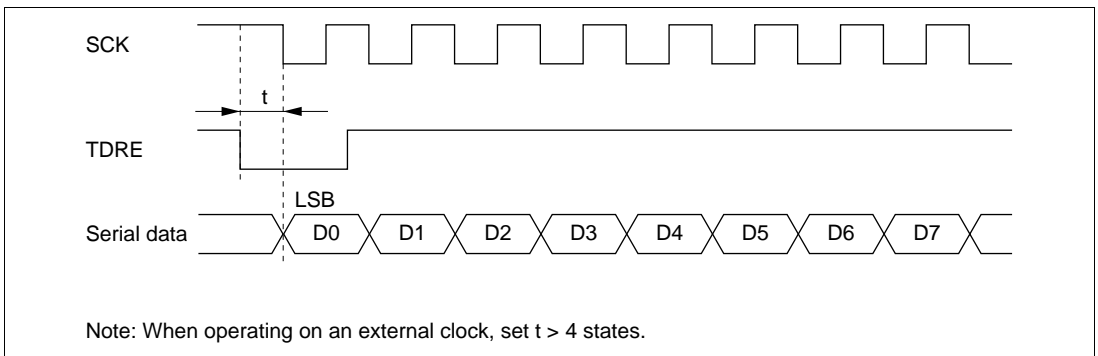 SCK
t
TDRE
LSB
Serial data D0 D1 D2 D3 D4 D5 D6 D7
Note: When operating on an external clock, set t > 4 states.